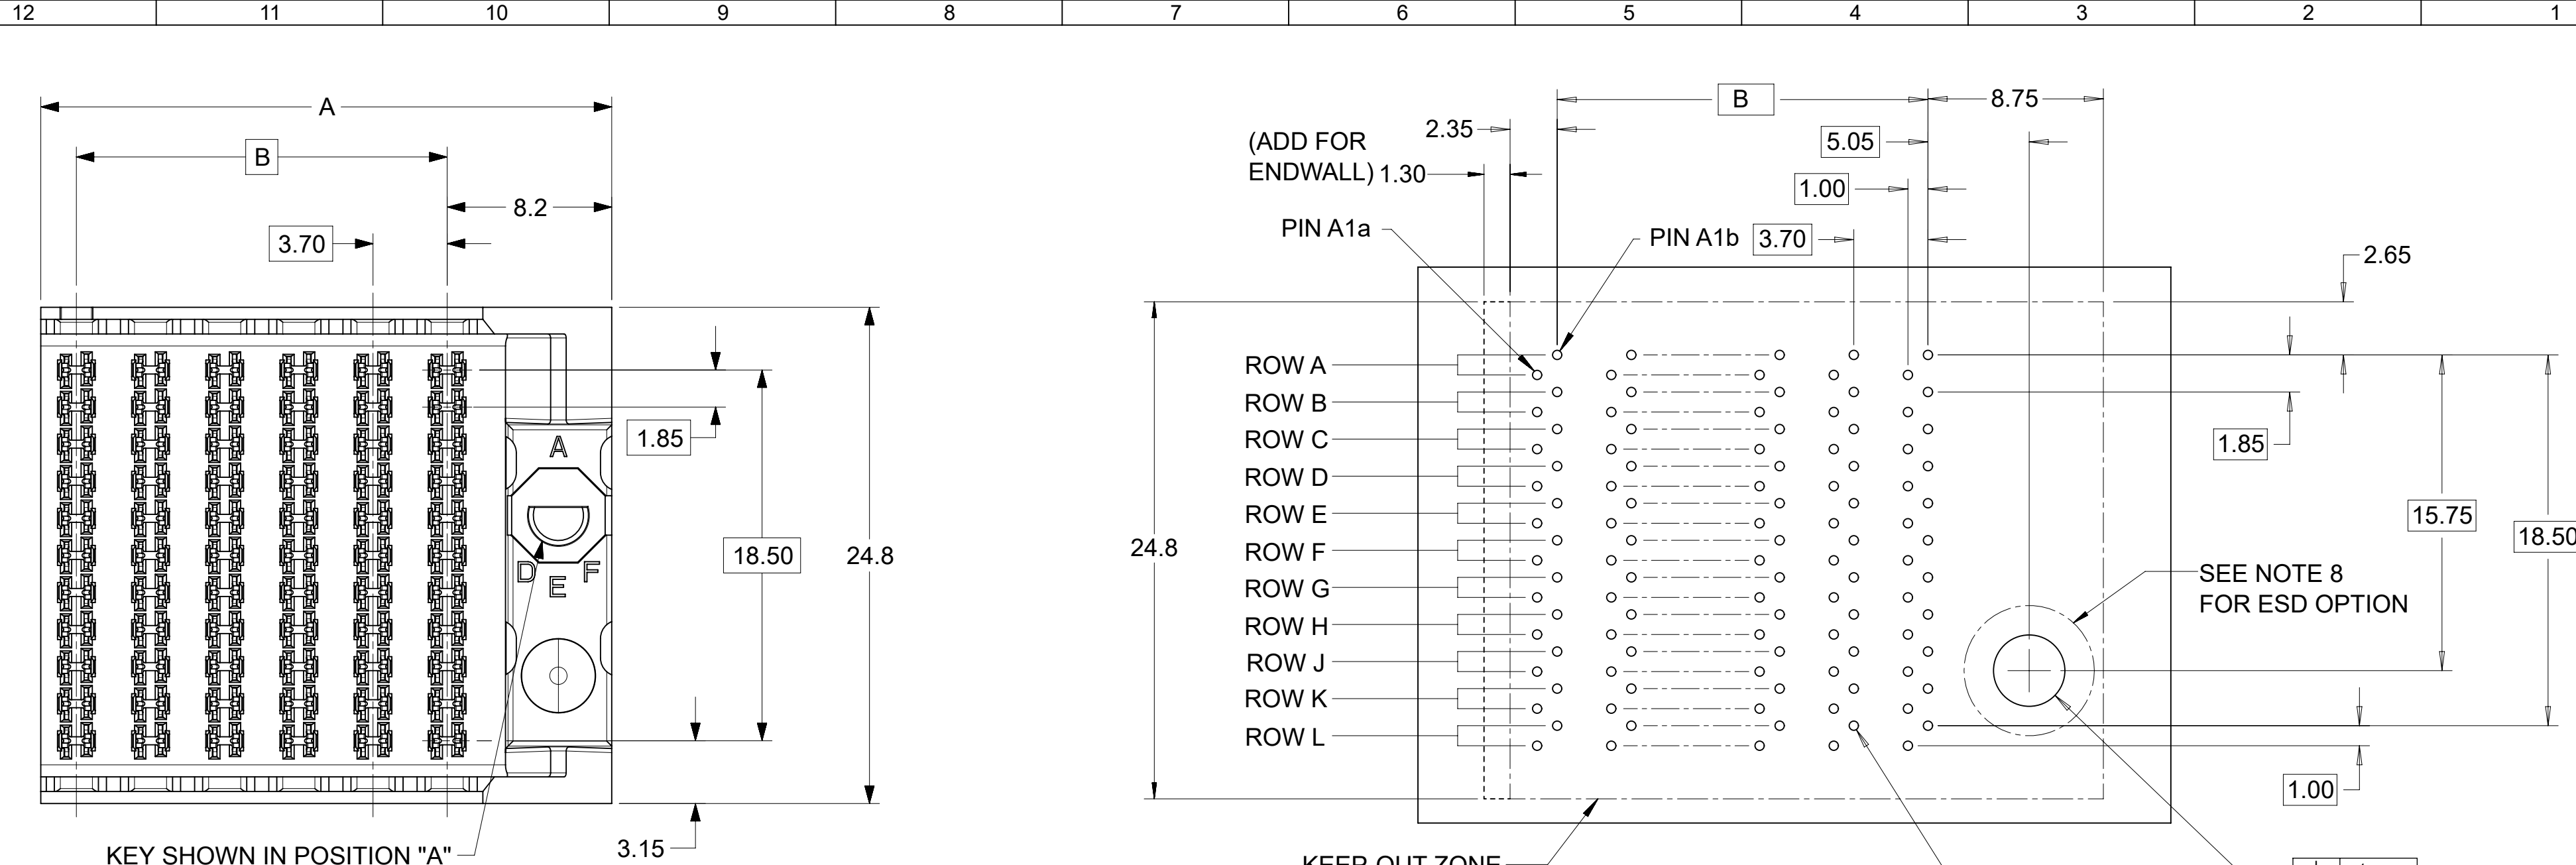 12 11 10 9 8 7 6 5 4 3 2 1
A
B
8.2
3.70
1.85
18.50
24.8
3.15
A
D E F
KEY SHOWN IN POSITION "A"
B
8.75
2.35
(ADD FOR
ENDWALL) 1.30
5.05
1.00
3.70
PIN A1a
PIN A1b
2.65
ROW A
ROW B
ROW C
ROW D
ROW E
ROW F
ROW G
ROW H
ROW J
ROW K
ROW L
24.8
1.85
15.75
18.50
SEE NOTE 8
FOR ESD OPTION
1.00
KEEP OUT ZONE